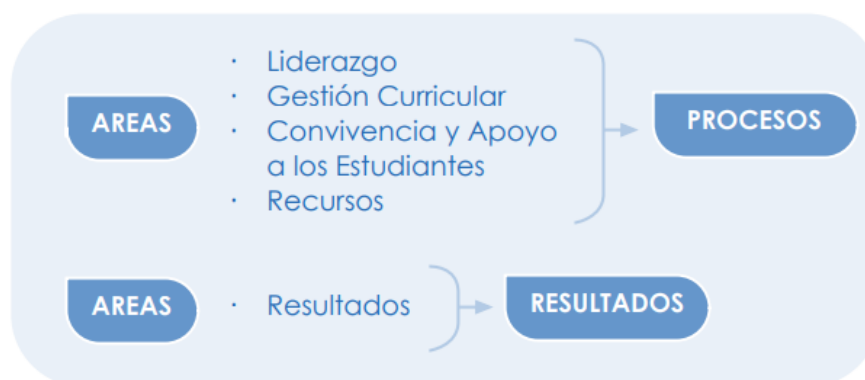 AREAS
· Liderazgo
· Gestión Curricular
· Convivencia y Apoyo
a los Estudiantes
· Recursos
PROCESOS
AREAS
· Resultados
RESULTADOS